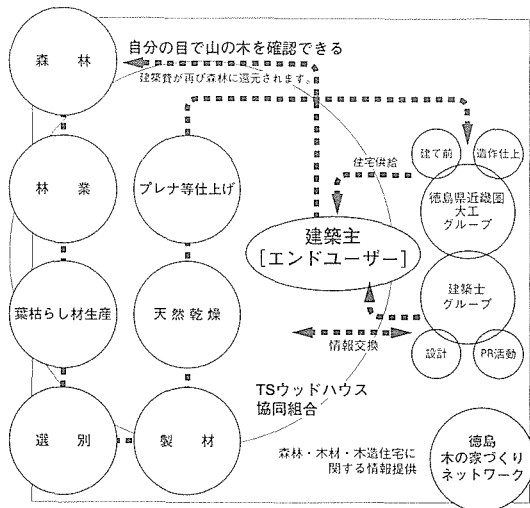 自分の目で山の木を確認できる
建築費が再び森林に還元されます。
森 林
林 業
葉枯らし材生産
選 別
製 材
天然乾燥
プレナ等仕上げ
住宅供給
建て前
造作仕上
徳島県近畿圏
大工
グループ
建築主
[エンドユーザー]
建築士
グループ
設計
PR活動
情報交換
TSウッドハウス
協同組合
森林・木材・木造住宅に
関する情報提供
徳島
木の家づくり
ネットワーク